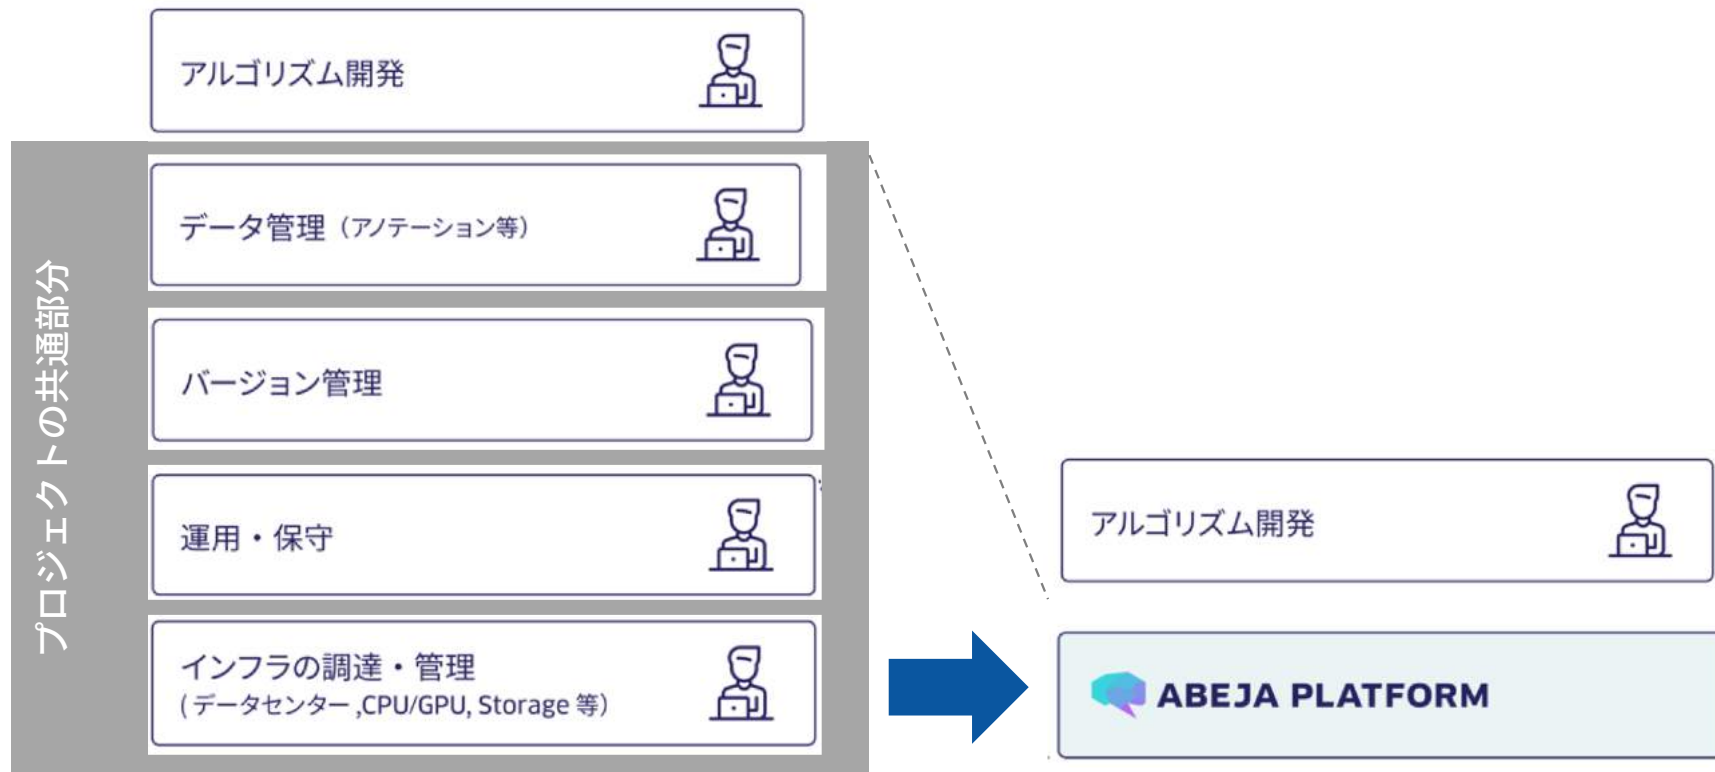 アルゴリズム開発
プロジェクトの共通部分
データ管理（アノテーション等）
バージョン管理
運用・保守
インフラの調達・管理
(データセンター,CPU/GPU, Storage 等)
アルゴリズム開発
ABEJA PLATFORM